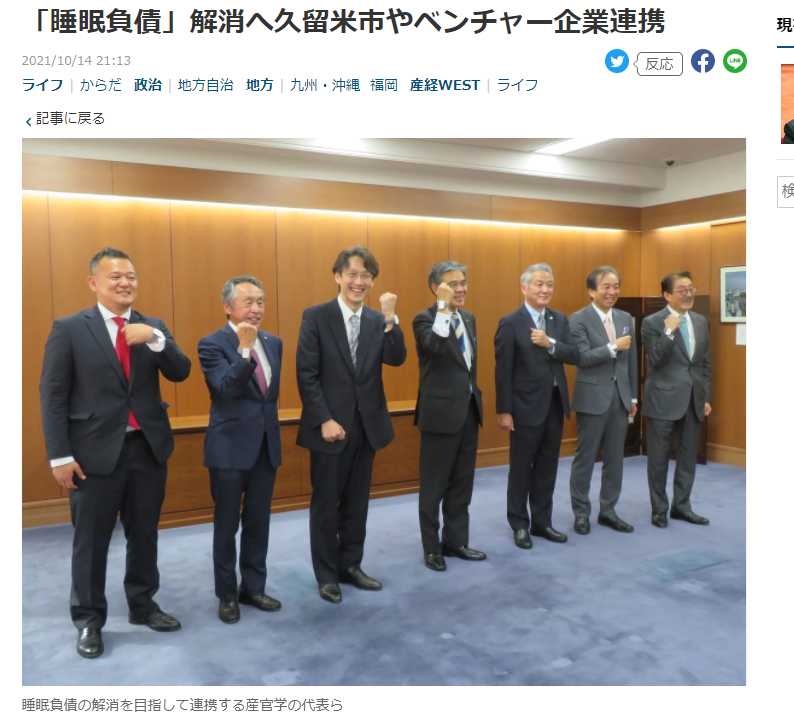 「睡眠負債」解消へ久留米市やベンチャー企業連携
2021/10/14 21:13
反応
LINE
ライフ | からだ 政治 | 地方自治 地方 | 九州・沖縄 福岡 産経WEST | ライフ
記事に戻る
睡眠負債の解消を目指して連携する産官学の代表ら
検